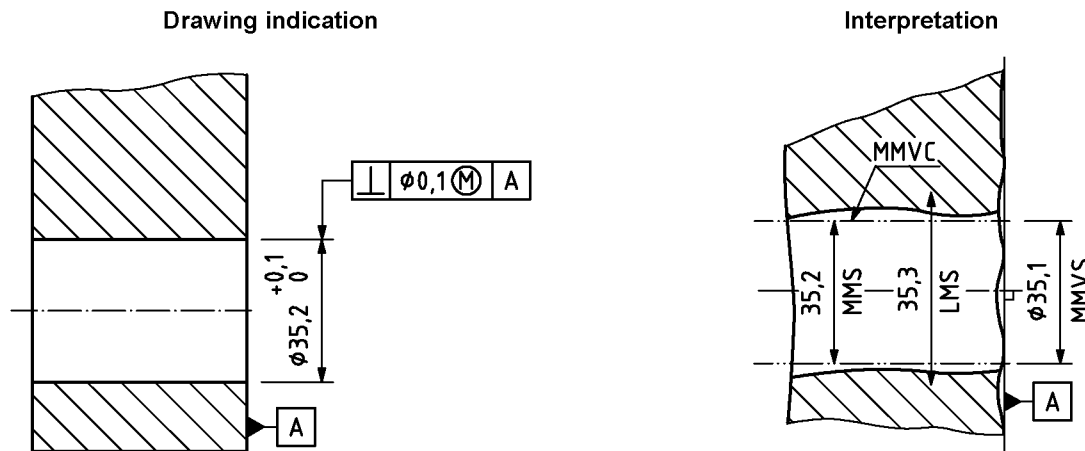 Drawing indication
Interpretation
⊥ ϕ0,1 Ⓜ A
ϕ35,2 +0,1 0
A
MMVC
35,2
MMS
35,3
LMS
ϕ35,1
MMVS
A